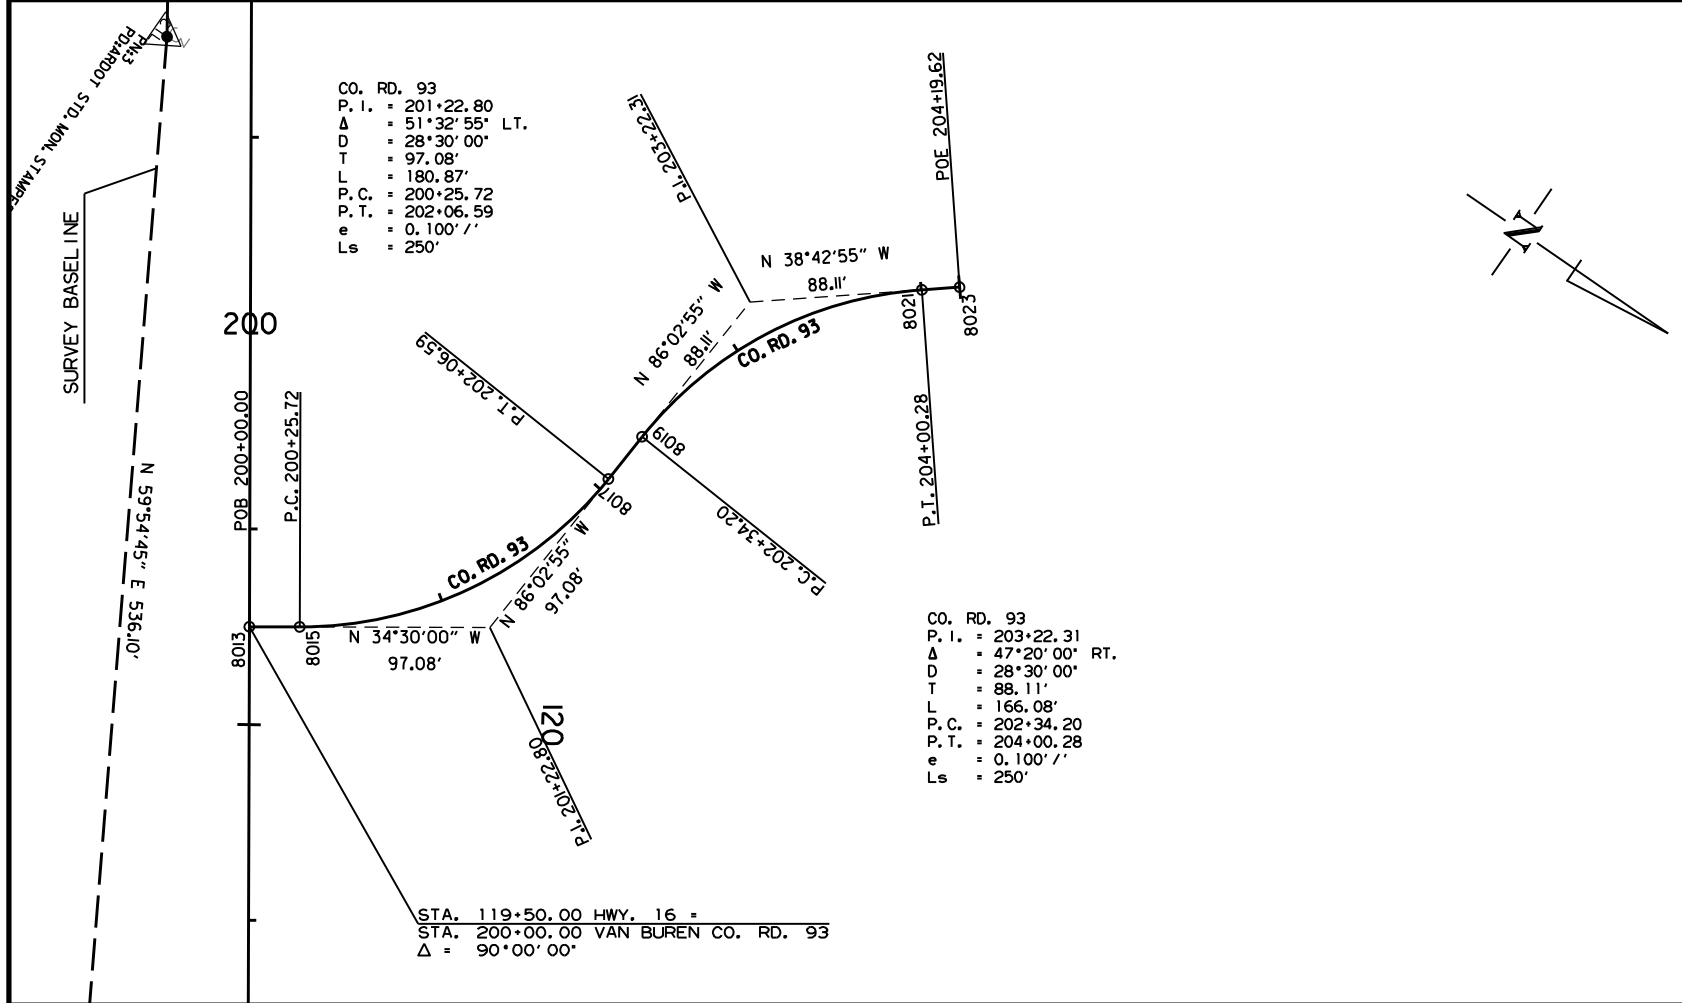 PN:3
PD:ARDOT STD. MON. STAMPED
SURVEY BASELINE
N 59°54'45" E 536.10'
CO. RD. 93
P.I. = 201+22.80
Δ = 51°32'55" LT.
D = 28°30'00"
T = 97.08'
L = 180.87'
P.C. = 200+25.72
P.T. = 202+06.59
e = 0.100'/'
Ls = 250'
200
POB 200+00.00
P.C. 200+25.72
P.T. 202+06.59
P.I. 203+22.31
POE 204+19.62
N 38°42'55" W
88.11'
N 86°02'55" W
88.11'
CO. RD. 93
8021
8023
8019
8017
P.T. 204+00.28
P.C. 202+34.20
CO. RD. 93
N 86°02'55" W
97.08'
N 34°30'00" W
97.08'
8013
8015
120
P.I. 201+22.80
N
CO. RD. 93
P.I. = 203+22.31
Δ = 47°20'00" RT.
D = 28°30'00"
T = 88.11'
L = 166.08'
P.C. = 202+34.20
P.T. = 204+00.28
e = 0.100'/'
Ls = 250'
STA. 119+50.00 HWY. 16 =
STA. 200+00.00 VAN BUREN CO. RD. 93
Δ = 90°00'00"